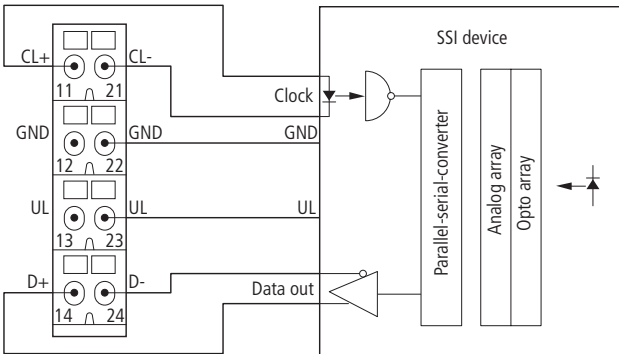 SSI device
CL+
CL-
11 21
Clock
GND
GND
GND
12 22
UL
UL
UL
13 23
D+
D-
Data out
14 24
Parallel-serial-converter
Analog array
Opto array